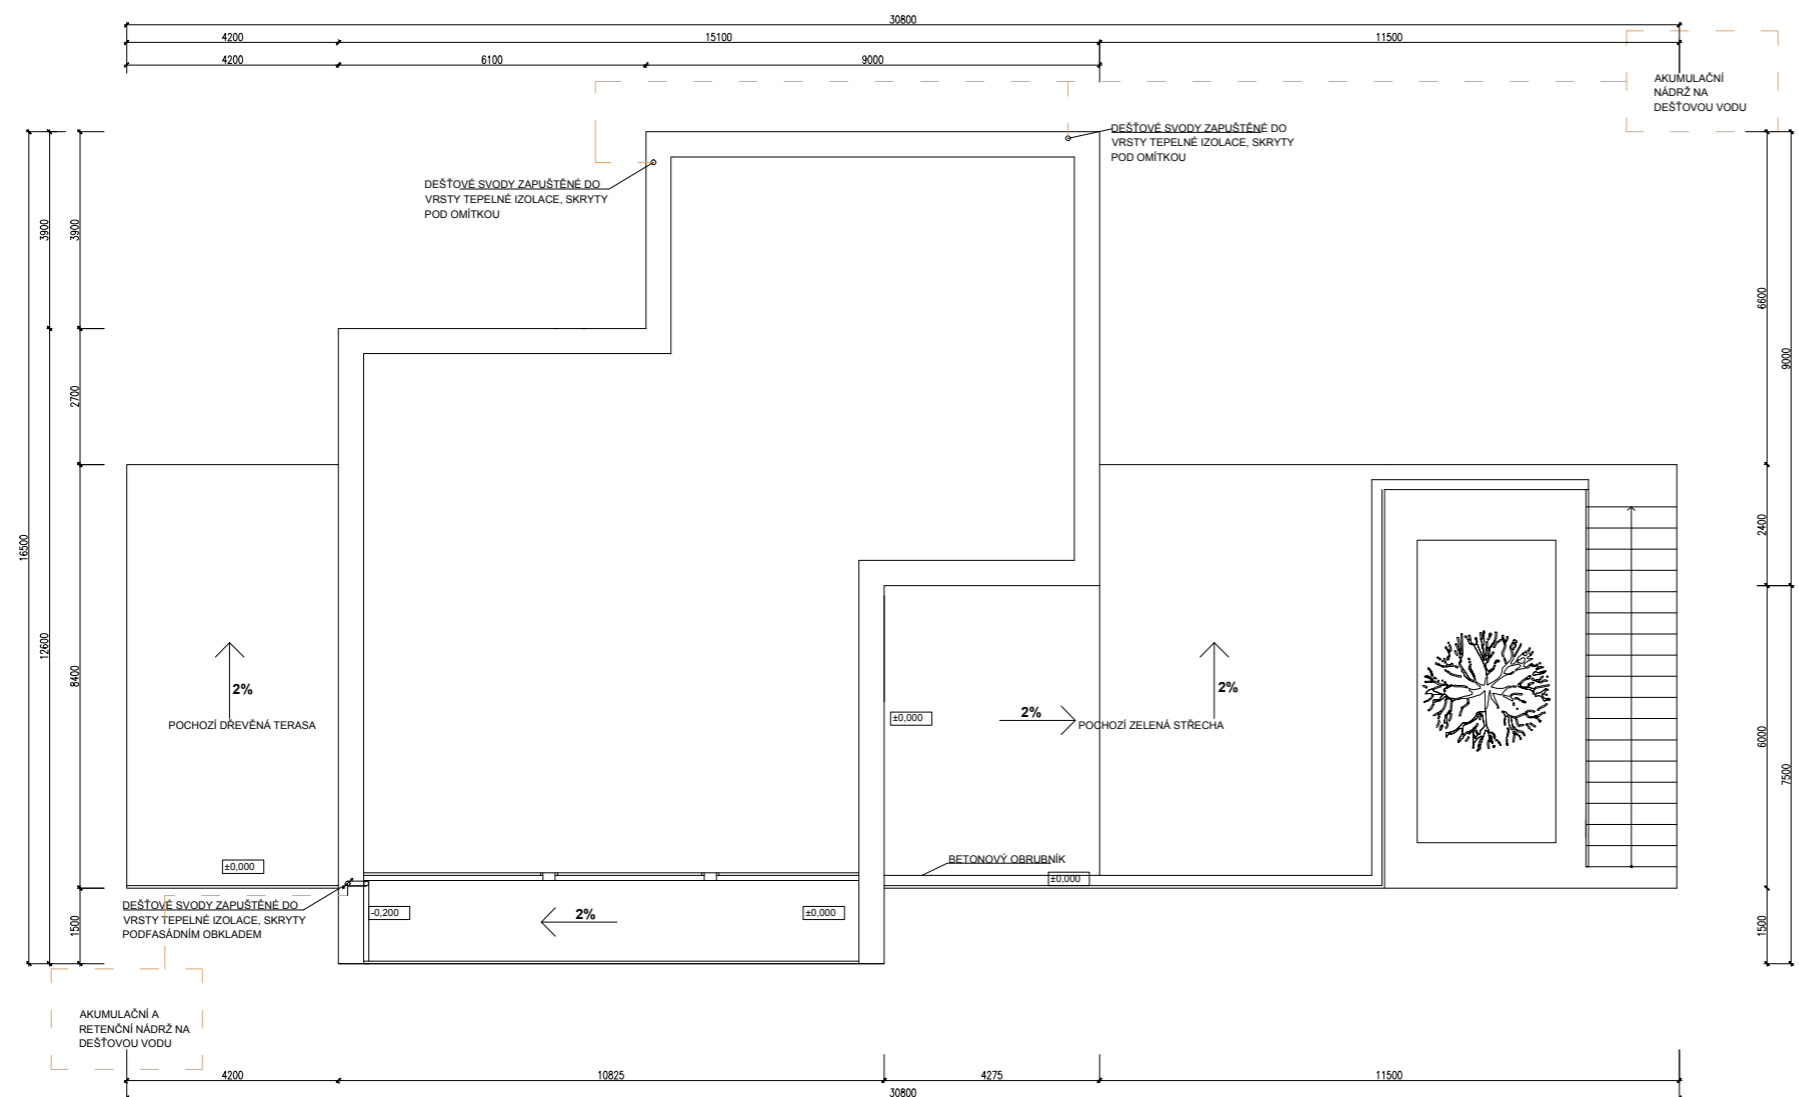 30800
4200 15100 11500
4200 6100 9000
AKUMULAČNÍ
NÁDRŽ NA
DEŠŤOVOU VODU
DEŠŤOVÉ SVODY ZAPUŠTĚNÉ DO
VRSTY TEPELNÉ IZOLACE, SKRYTY
POD OMÍTKOU
DEŠŤOVÉ SVODY ZAPUŠTĚNÉ DO
VRSTY TEPELNÉ IZOLACE, SKRYTY
POD OMÍTKOU
3900
3900
2700
16500
12600
8400
1500
6600
9000
2400
6000
7500
1500
2%
POCHOZÍ DŘEVĚNÁ TERASA
±0,000
2%
±0,000
2%
POCHOZÍ ZELENÁ STŘECHA
BETONOVÝ OBRUBNÍK
±0,000
DEŠŤOVÉ SVODY ZAPUŠTĚNÉ DO
VRSTY TEPELNÉ IZOLACE, SKRYTY
PODFASÁDNÍM OBKLADEM
-0,200
2%
±0,000
AKUMULAČNÍ A
RETENČNÍ NÁDRŽ NA
DEŠŤOVOU VODU
4200 10825 4275 11500
30800